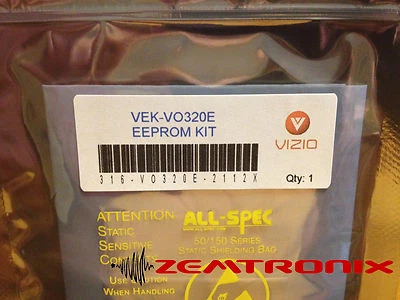 VEK-VO320E
EEPROM KIT
V
VIZIO
316-VO320E-2112X
Qty: 1
ATTENTION
STATIC
SENSITIVE
ALL-SPEC
50/150 SERIES
STATIC SHIELDING BAG
ZEMTRONIX
WHEN HANDLING